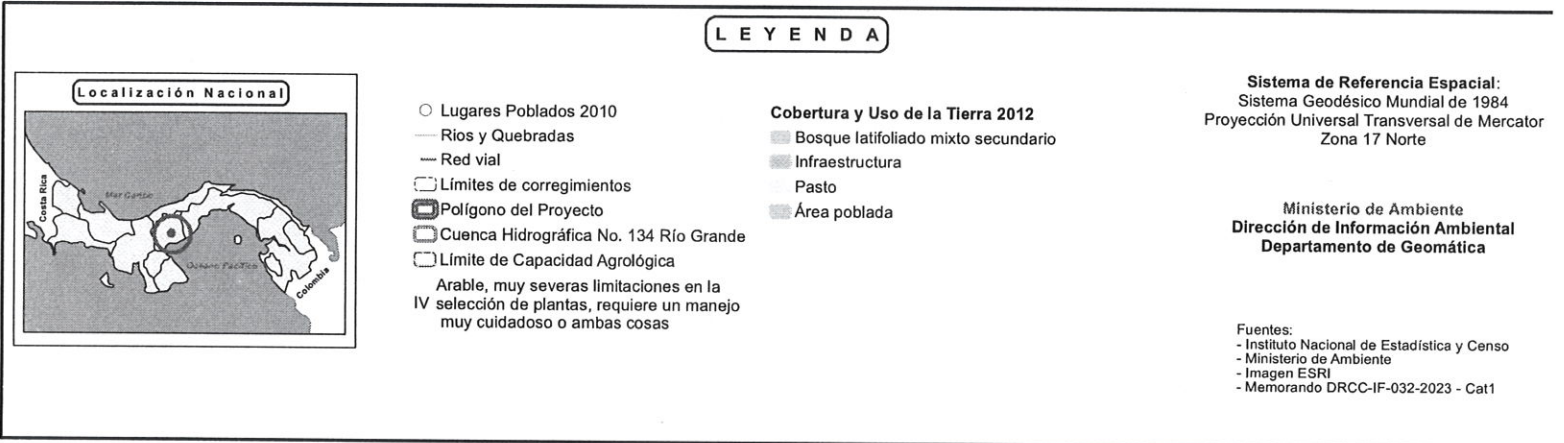 LEYENDA
Localización Nacional
Costa Rica
Mar Caribe
Océano Pacífico
Colombia
Lugares Poblados 2010
Rios y Quebradas
Red vial
Límites de corregimientos
Polígono del Proyecto
Cuenca Hidrográfica No. 134 Río Grande
Límite de Capacidad Agrológica
Arable, muy severas limitaciones en la
IV selección de plantas, requiere un manejo
muy cuidadoso o ambas cosas
Cobertura y Uso de la Tierra 2012
Bosque latifoliado mixto secundario
Infraestructura
Pasto
Área poblada
Sistema de Referencia Espacial:
Sistema Geodésico Mundial de 1984
Proyección Universal Transversal de Mercator
Zona 17 Norte
Ministerio de Ambiente
Dirección de Información Ambiental
Departamento de Geomática
Fuentes:
- Instituto Nacional de Estadística y Censo
- Ministerio de Ambiente
- Imagen ESRI
- Memorando DRCC-IF-032-2023 - Cat1